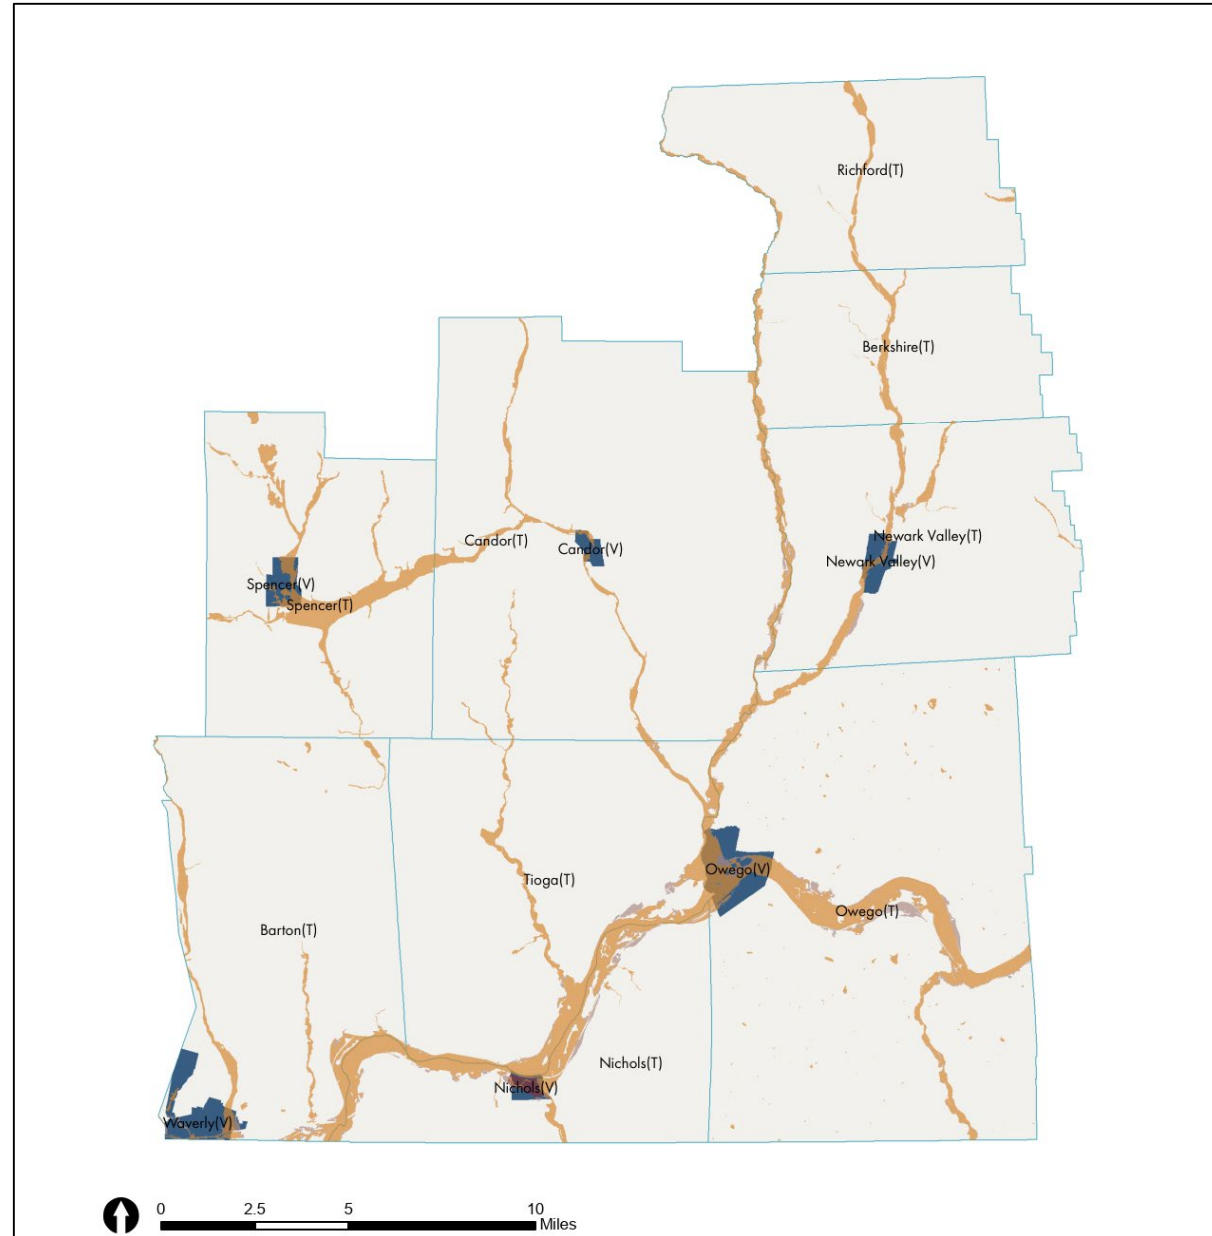 Richford(T)
Berkshire(T)
Newark Valley(T)
Candor(T)
Candor(V)
Newark Valley(V)
Spencer(V)
Spencer(T)
Owego(V)
Tioga(T)
Owego(T)
Barton(T)
Nichols(T)
Nichols(V)
Waverly(V)
0 2.5 5 10
Miles